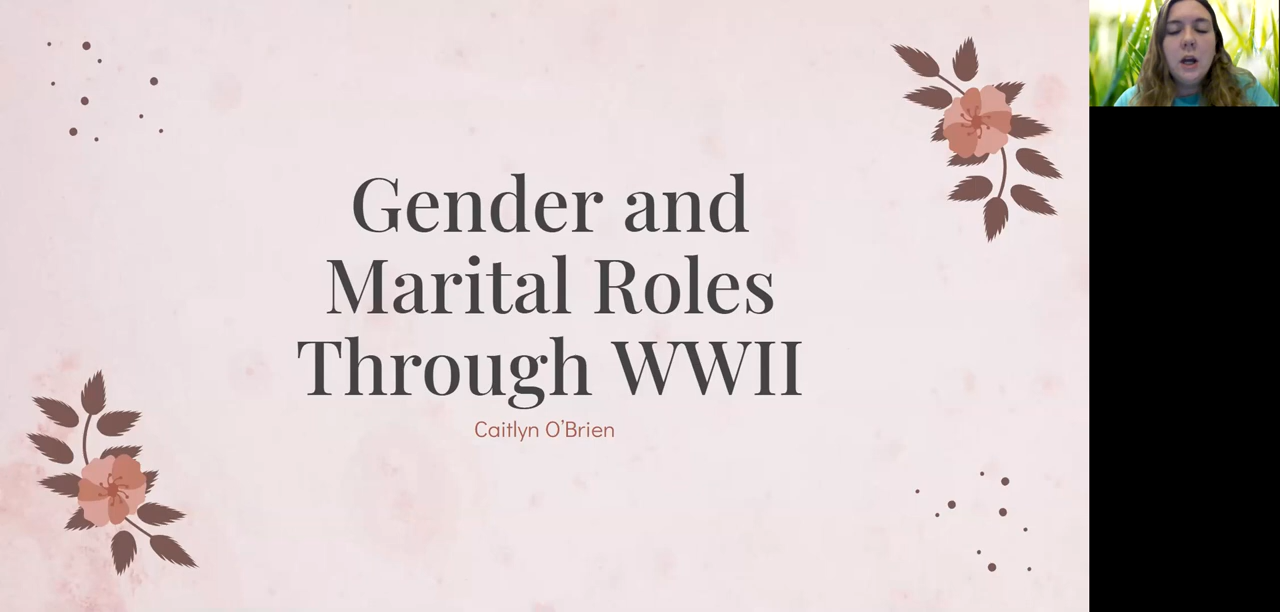 Gender and
Marital Roles
Through WWII
Caitlyn O’Brien